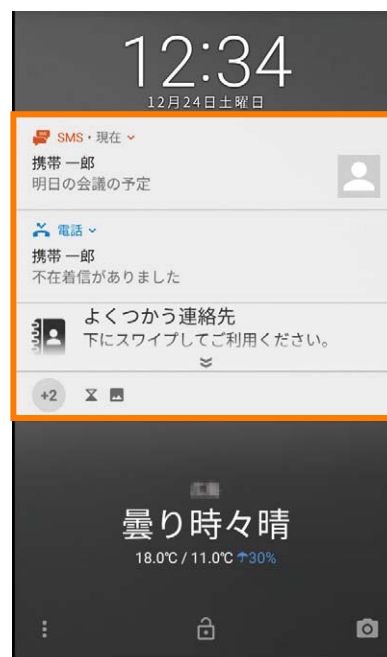 12:34
12月24日土曜日
SMS・現在
携帯 一郎
明日の会議の予定
電話
携帯 一郎
不在着信がありました
よくつかう連絡先
下にスワイプしてご利用ください。
+2
曇り時々晴
18.0℃ / 11.0℃ 30%